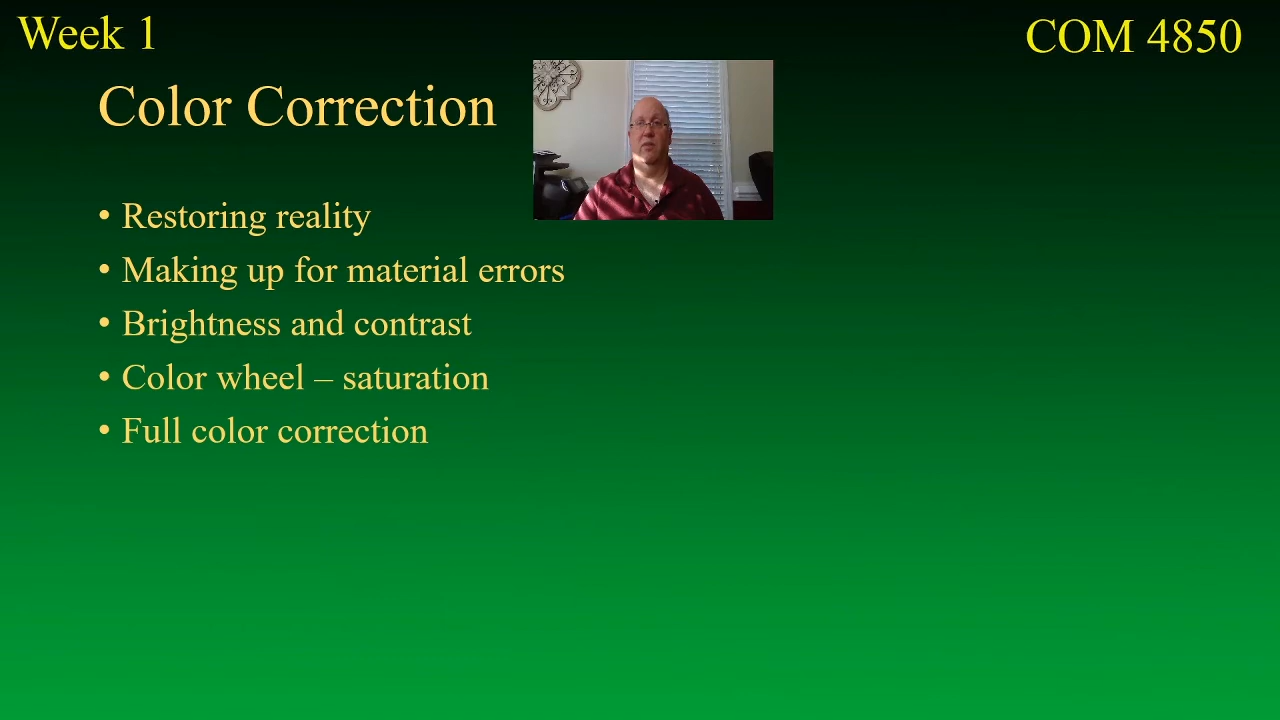 Week 1
COM 4850
Color Correction
• Restoring reality
• Making up for material errors
• Brightness and contrast
• Color wheel – saturation
• Full color correction